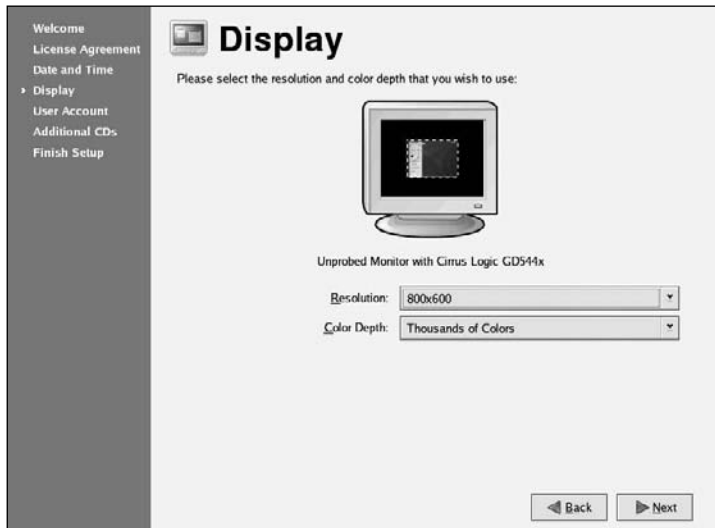 Welcome
License Agreement
Date and Time
Display
User Account
Additional CDs
Finish Setup
Display
Please select the resolution and color depth that you wish to use:
Unprobed Monitor with Cirrus Logic GD544x
Resolution: 800x600
Color Depth: Thousands of Colors
Back Next